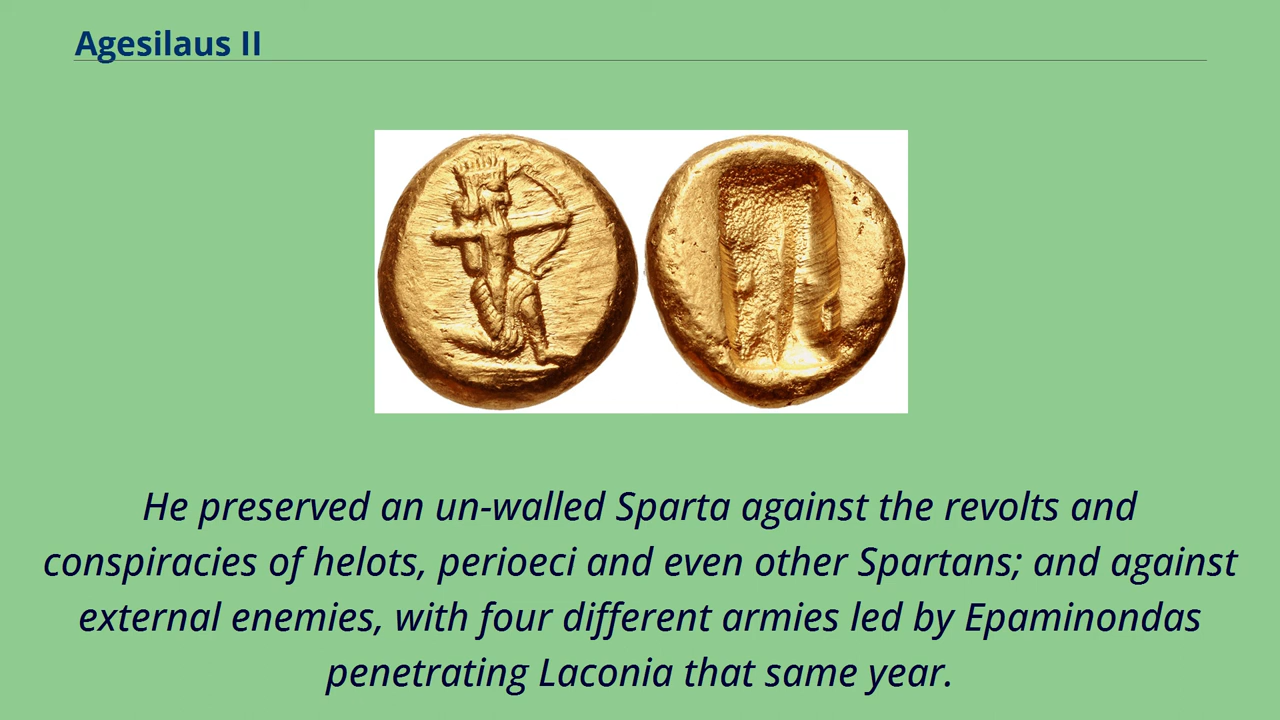 Agesilaus II
He preserved an un-walled Sparta against the revolts and
conspiracies of helots, perioeci and even other Spartans; and against
external enemies, with four different armies led by Epaminondas
penetrating Laconia that same year.